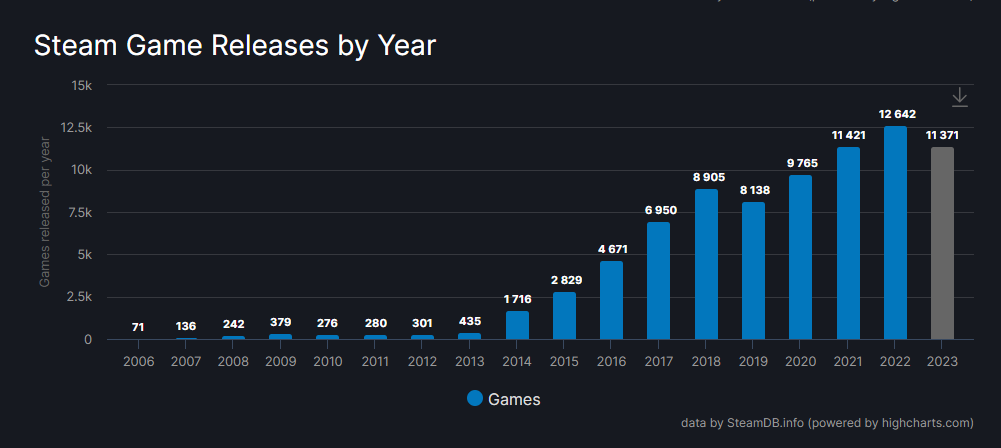 Steam Game Releases by Year
Games released per year
15k
12.5k
10k
7.5k
5k
2.5k
0
71
136
242
379
276
280
301
435
1 716
2 829
4 671
6 950
8 905
8 138
9 765
11 421
12 642
11 371
2006 2007 2008 2009 2010 2011 2012 2013 2014 2015 2016 2017 2018 2019 2020 2021 2022 2023
Games
data by SteamDB.info (powered by highcharts.com)